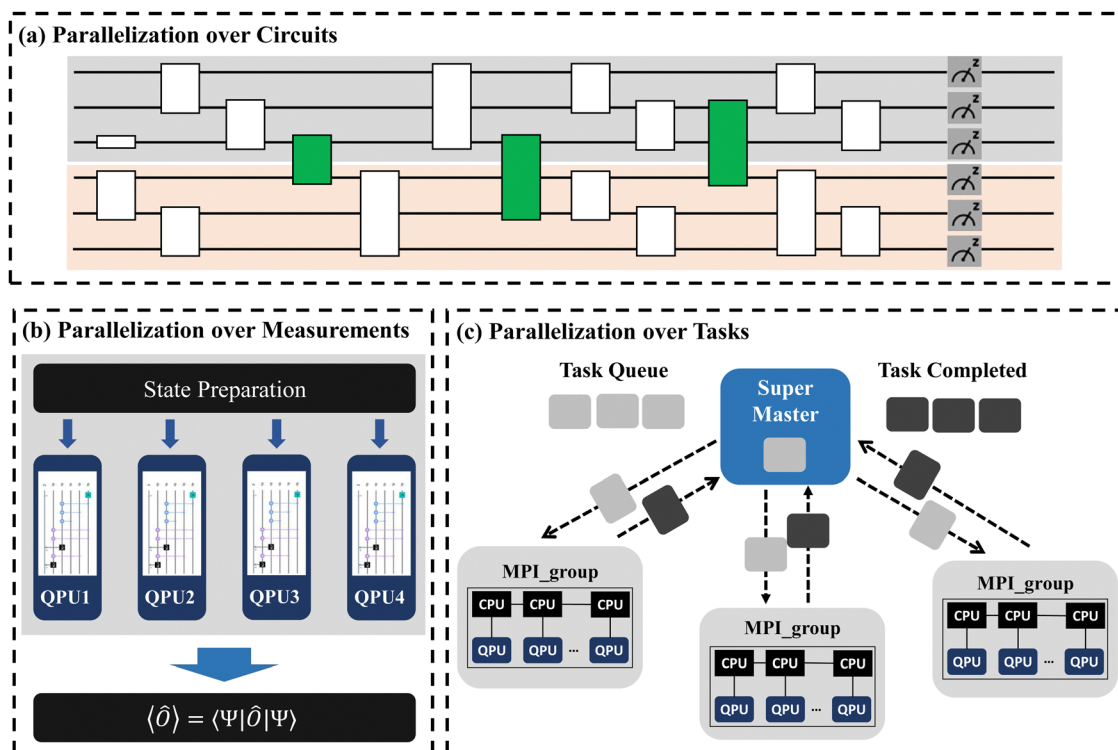 (a) Parallelization over Circuits
z
z
z
z
z
z
(b) Parallelization over Measurements
State Preparation
QPU1 QPU2 QPU3 QPU4
⟨Ô⟩ = ⟨Ψ|Ô|Ψ⟩
(c) Parallelization over Tasks
Task Queue
Super
Master
Task Completed
MPI_group
CPU CPU CPU
QPU QPU ... QPU
MPI_group
CPU CPU CPU
QPU QPU ... QPU
MPI_group
CPU CPU CPU
QPU QPU ... QPU